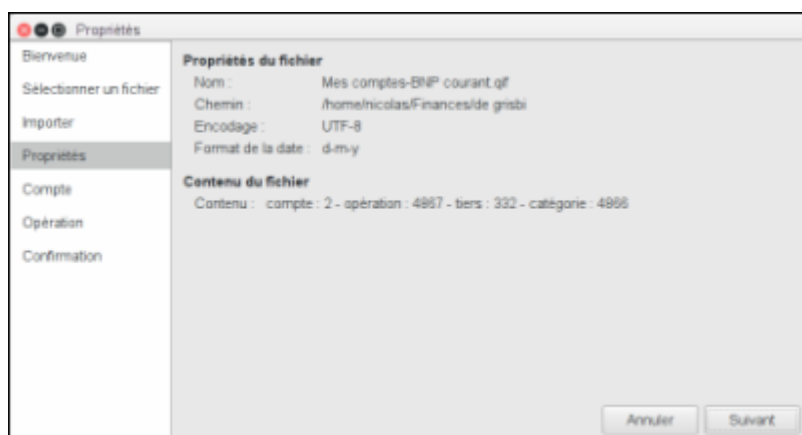 Propriétés
Bienvenue
Sélectionner un fichier
Importer
Propriétés
Compte
Opération
Confirmation
Propriétés du fichier
Nom : Mes comptes-BNP courant.qif
Chemin : /home/nicolas/Finances/de grisbi
Encodage : UTF-8
Format de la date : d-m-y
Contenu du fichier
Contenu : compte : 2 - opération : 4867 - tiers : 332 - catégorie : 4866
Annuler
Suivant